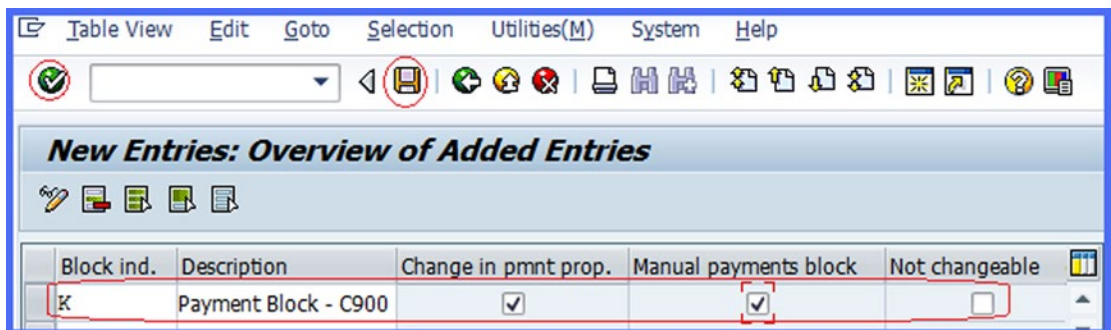 Table View Edit Goto Selection Utilities(M) System Help
New Entries: Overview of Added Entries
Block ind. Description Change in pmnt prop. Manual payments block Not changeable
K Payment Block - C900